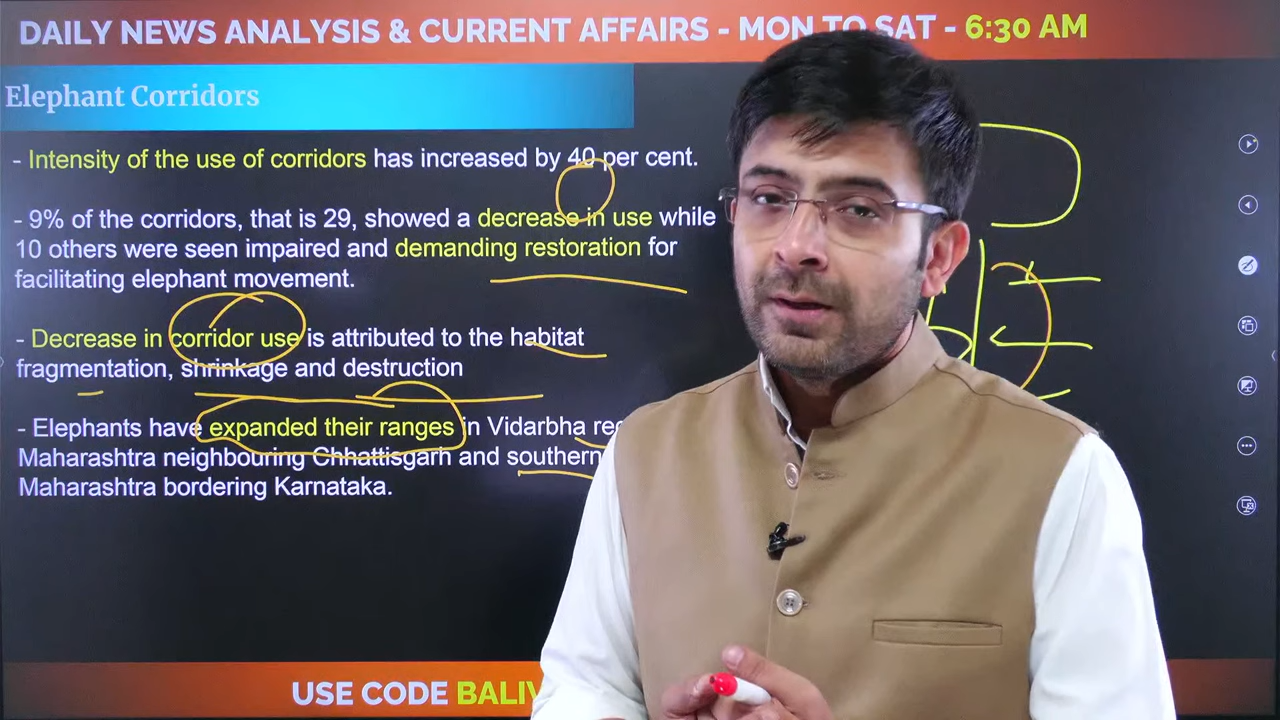 DAILY NEWS ANALYSIS & CURRENT AFFAIRS - MON TO SAT - 6:30 AM
Elephant Corridors
- Intensity of the use of corridors has increased by 40 per cent.
- 9% of the corridors, that is 29, showed a decrease in use while
10 others were seen impaired and demanding restoration for
facilitating elephant movement.
- Decrease in corridor use is attributed to the habitat
fragmentation, shrinkage and destruction
- Elephants have expanded their ranges in Vidarbha
Maharashtra neighbouring Chhattisgarh and southern
Maharashtra bordering Karnataka.
USE CODE